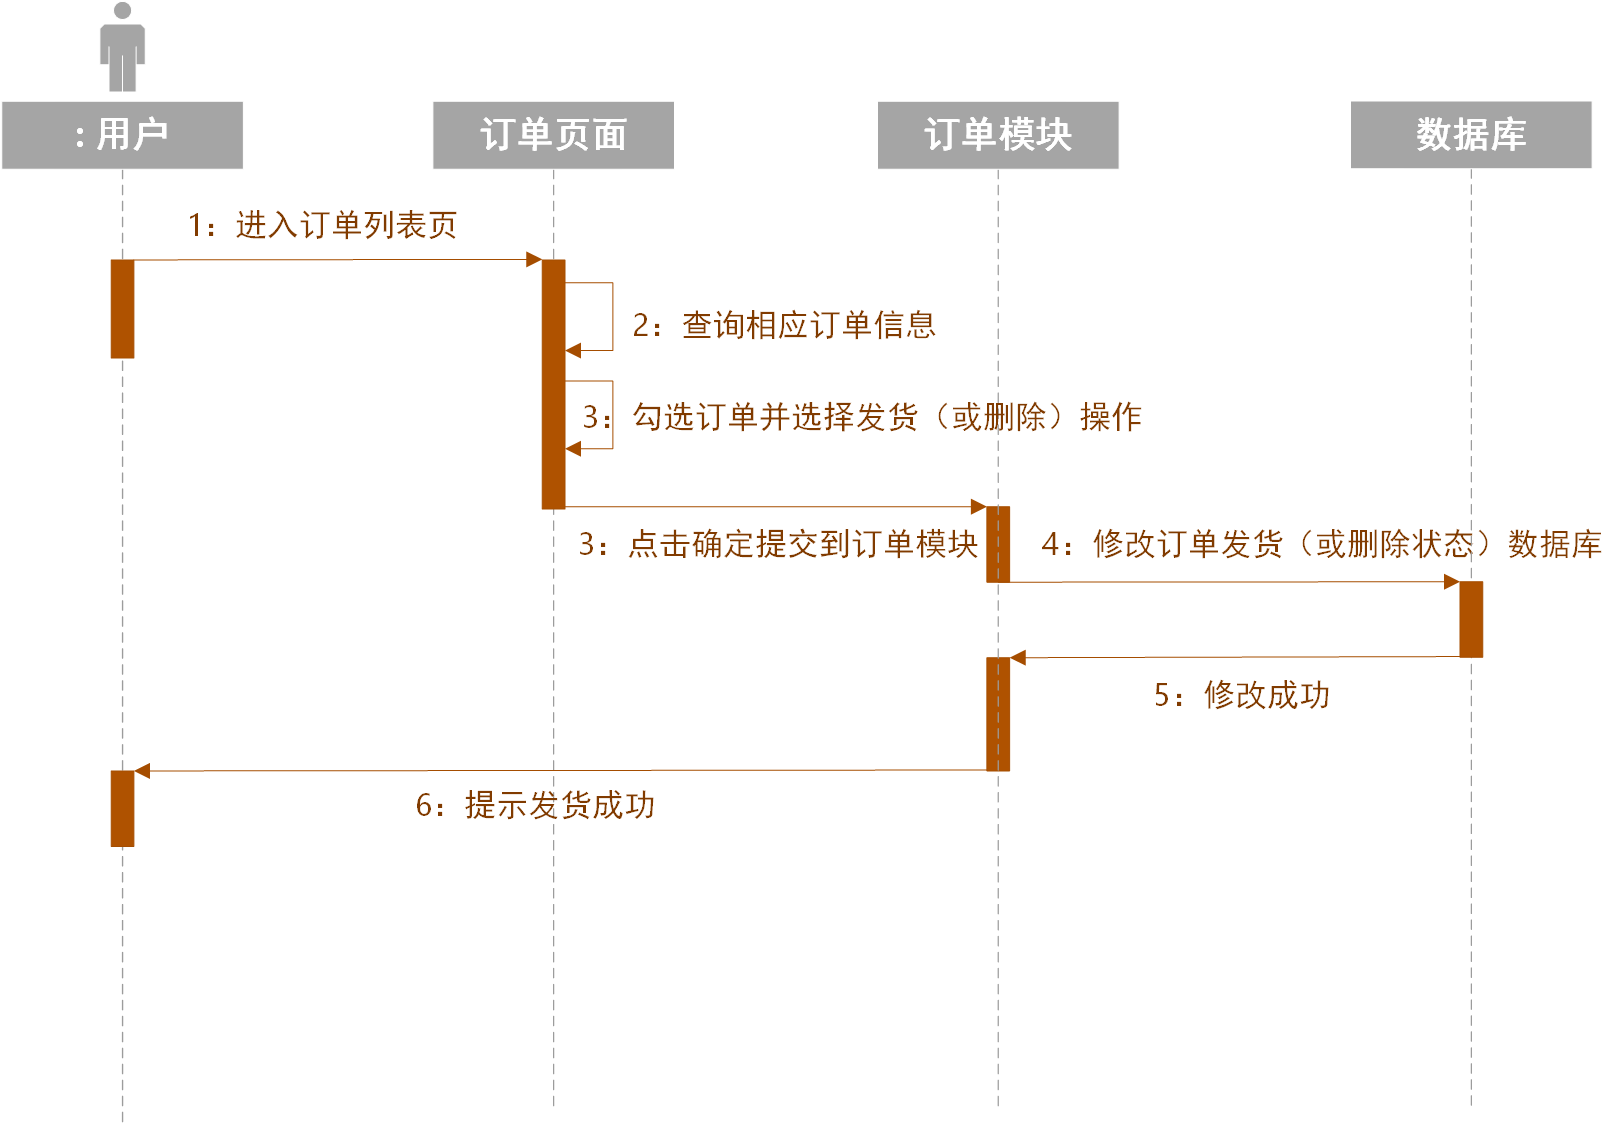 : 用户
订单页面
订单模块
数据库
1：进入订单列表页
2：查询相应订单信息
3：勾选订单并选择发货（或删除）操作
3：点击确定提交到订单模块
4：修改订单发货（或删除状态）数据库
5：修改成功
6：提示发货成功